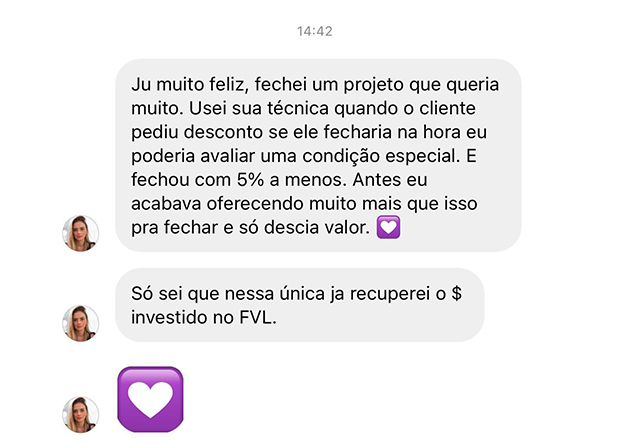 14:42
Ju muito feliz, fechei um projeto que queria
muito. Usei sua técnica quando o cliente
pediu desconto se ele fecharia na hora eu
poderia avaliar uma condição especial. E
fechou com 5% a menos. Antes eu
acabava oferecendo muito mais que isso
pra fechar e só descia valor. 💟
Só sei que nessa única ja recuperei o $
investido no FVL.
💟